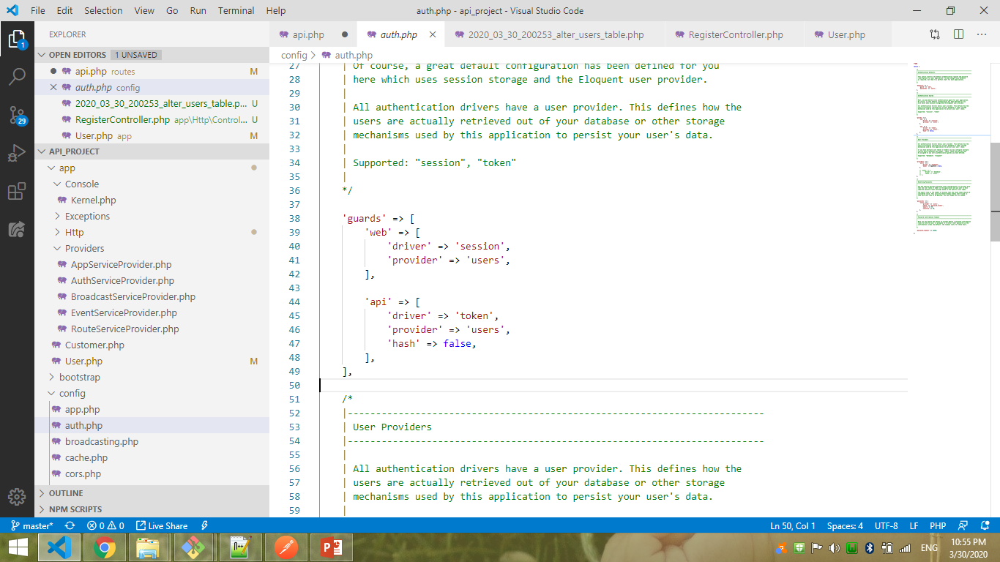 File Edit Selection View Go Run Terminal Help
auth.php - api_project - Visual Studio Code
EXPLORER
OPEN EDITORS 1 UNSAVED
api.php routes M
auth.php config
2020_03_30_200253_alter_users_table.p... U
RegisterController.php app\Http\Control... U
User.php app M
API_PROJECT
app
Console
Kernel.php
Exceptions
Http
Providers
AppServiceProvider.php
AuthServiceProvider.php
BroadcastServiceProvider.php
EventServiceProvider.php
RouteServiceProvider.php
Customer.php
User.php M
bootstrap
config
app.php
auth.php
broadcasting.php
cache.php
cors.php
OUTLINE
NPM SCRIPTS
1
29
api.php
auth.php
2020_03_30_200253_alter_users_table.php
RegisterController.php
User.php
config > auth.php
27 | Of course, a great default configuration has been defined for you
28 | here which uses session storage and the Eloquent user provider.
29 |
30 | All authentication drivers have a user provider. This defines how the
31 | users are actually retrieved out of your database or other storage
32 | mechanisms used by this application to persist your user's data.
33 |
34 | Supported: "session", "token"
35 |
36 */
37
38 'guards' => [
39 'web' => [
40 'driver' => 'session',
41 'provider' => 'users',
42 ],
43
44 'api' => [
45 'driver' => 'token',
46 'provider' => 'users',
47 'hash' => false,
48 ],
49 ],
50
51 /*
52 |--------------------------------------------------------------------------
53 | User Providers
54 |--------------------------------------------------------------------------
55 |
56 | All authentication drivers have a user provider. This defines how the
57 | users are actually retrieved out of your database or other storage
58 | mechanisms used by this application to persist your user's data.
59 |
master* 0 0 Live Share
Ln 50, Col 1 Spaces: 4 UTF-8 LF PHP
ENG
10:55 PM
3/30/2020